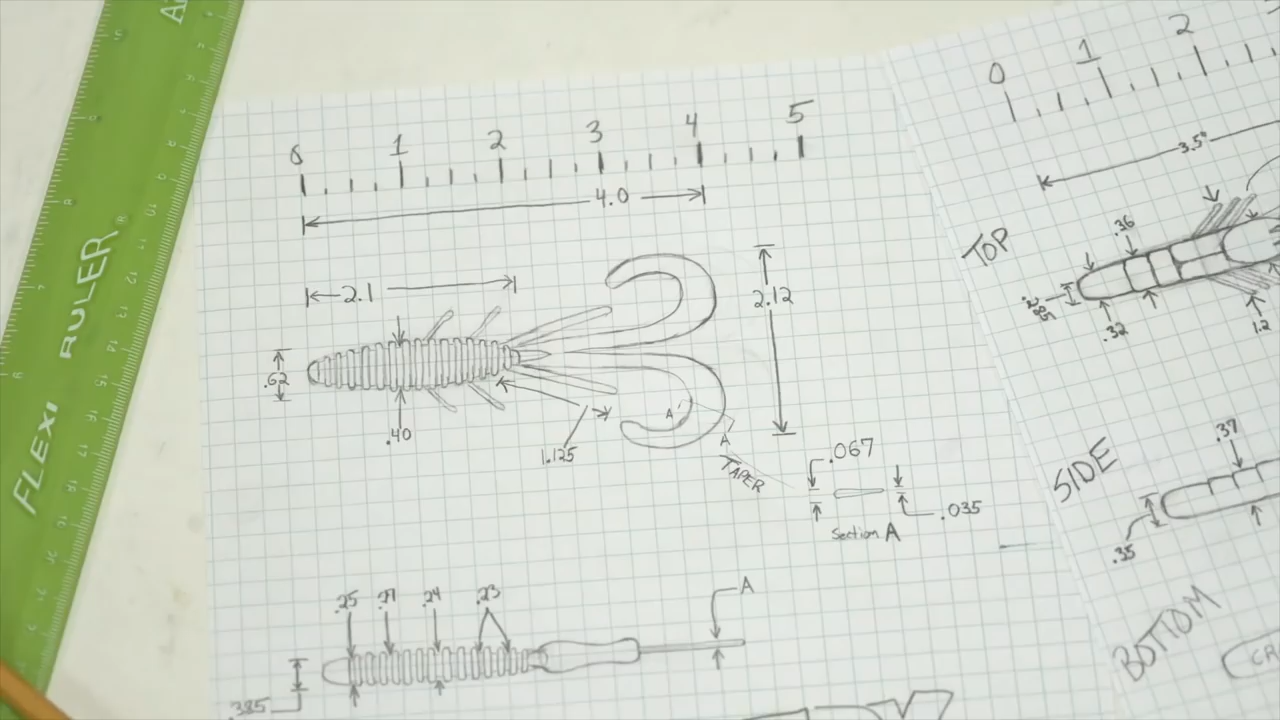 FLEXI RULER
0 1 2 3 4 5
4.0
2.1
2.12
.62
.40
1.125
A A
TAPER
.067
.035
Section A
.25 .27 .24 .23
A
.385
0 1 2
3.5"
TOP
.36
.32
1.2
SIDE
.37
.35
BOTTOM